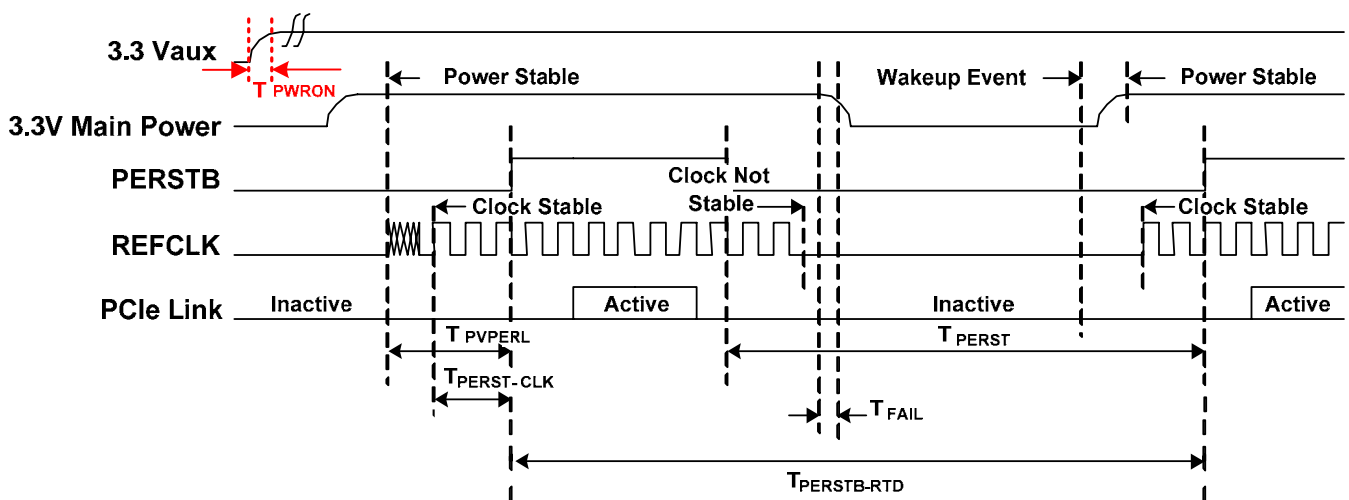 3.3 Vaux
T PWRON
Power Stable
Wakeup Event
Power Stable
3.3V Main Power
PERSTB
Clock Not
Stable
Clock Stable
Clock Stable
REFCLK
PCIe Link
Inactive
Active
Inactive
Active
T PVPERL
T PERST
TPERST-CLK
T FAIL
TPERSTB-RTD